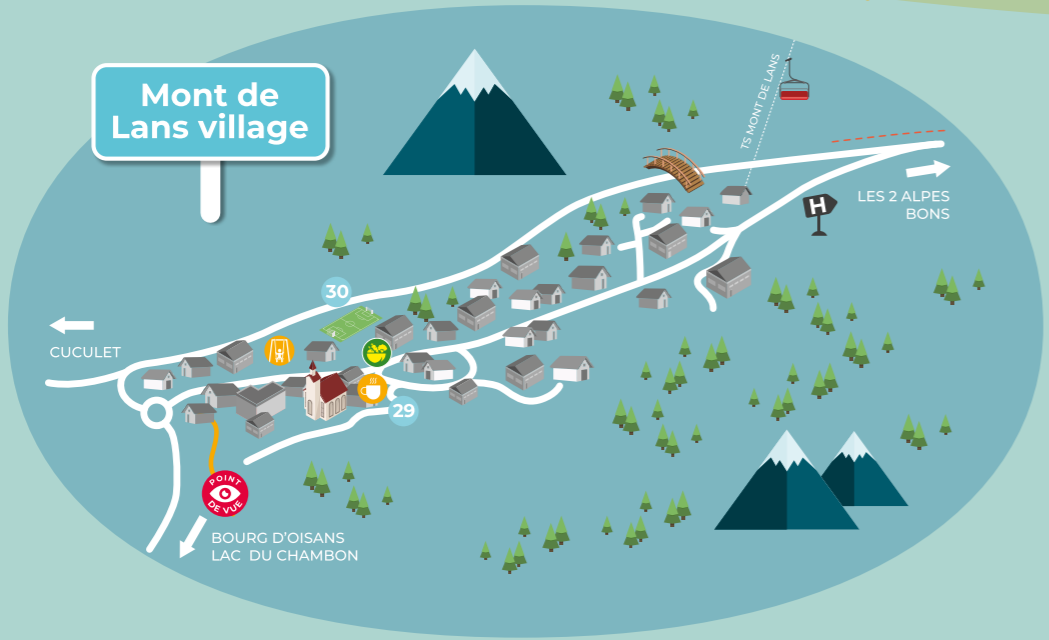 Mont de
Lans village
TS MONT DE LANS
H
LES 2 ALPES
BONS
30
CUCULET
29
POINT
DE VUE
BOURG D'OISANS
LAC DU CHAMBON